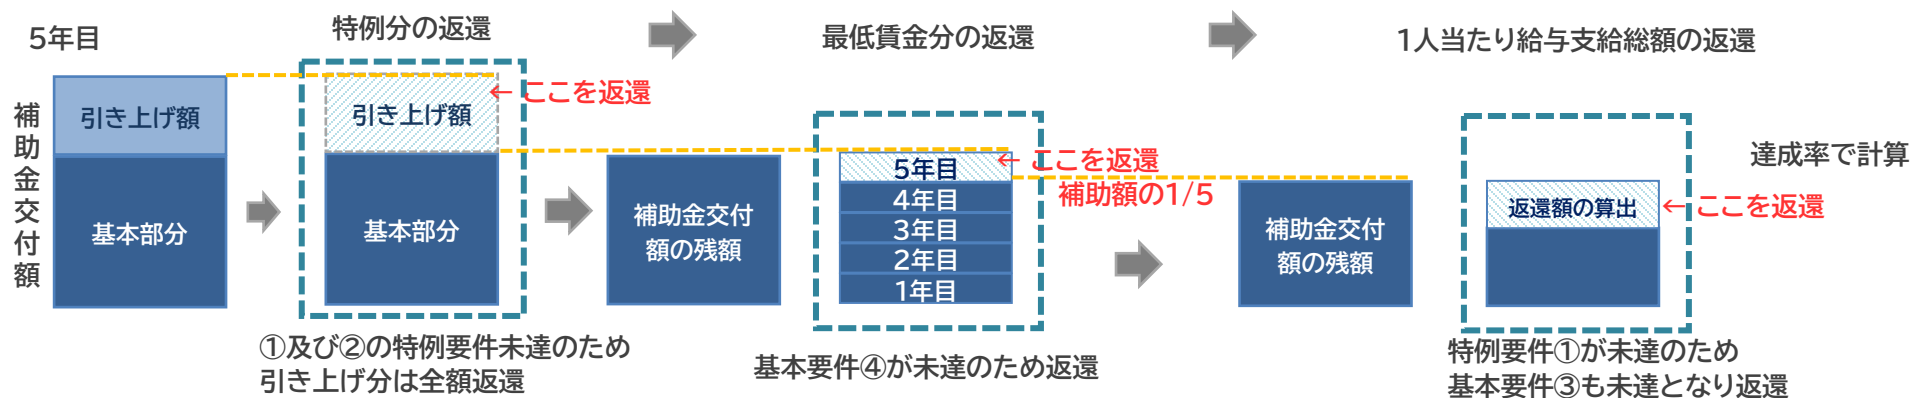 5年目
特例分の返還
最低賃金分の返還
1人当たり給与支給総額の返還
補助金交付額
引き上げ額
基本部分
引き上げ額
← ここを返還
基本部分
①及び②の特例要件未達のため
引き上げ分は全額返還
補助金交付
額の残額
5年目
4年目
3年目
2年目
1年目
← ここを返還
補助額の1/5
基本要件④が未達のため返還
補助金交付
額の残額
達成率で計算
返還額の算出
← ここを返還
特例要件①が未達のため
基本要件③も未達となり返還